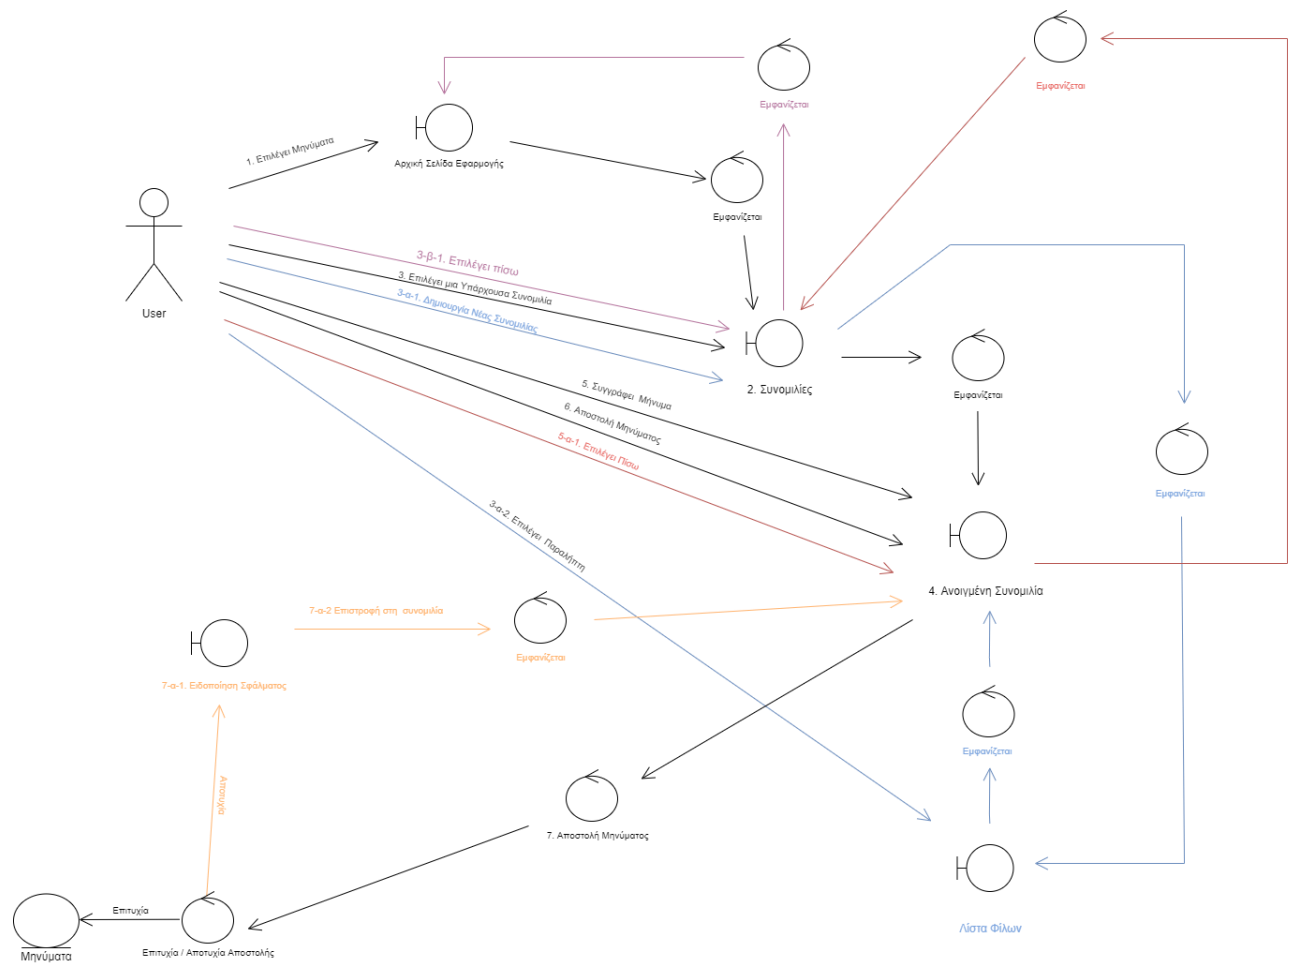 Εμφανίζεται
Εμφανίζεται
1. Επιλέγει Μηνύματα
Αρχική Σελίδα Εφαρμογής
Εμφανίζεται
3-β-1. Επιλέγει πίσω
3. Επιλέγει μια Υπάρχουσα Συνομιλία
3-α-1. Δημιουργία Νέας Συνομιλίας
User
2. Συνομιλίες
Εμφανίζεται
5. Συγγράφει Μήνυμα
6. Αποστολή Μηνύματος
5-α-1. Επιλέγει Πίσω
Εμφανίζεται
3-α-2. Επιλέγει Παραλήπτη
4. Ανοιγμένη Συνομιλία
7-α-2 Επιστροφή στη συνομιλία
Εμφανίζεται
7-α-1. Ειδοποίηση Σφάλματος
Εμφανίζεται
Αποτυχία
7. Αποστολή Μηνύματος
Επιτυχία
Λίστα Φίλων
Επιτυχία / Αποτυχία Αποστολής
Μηνύματα